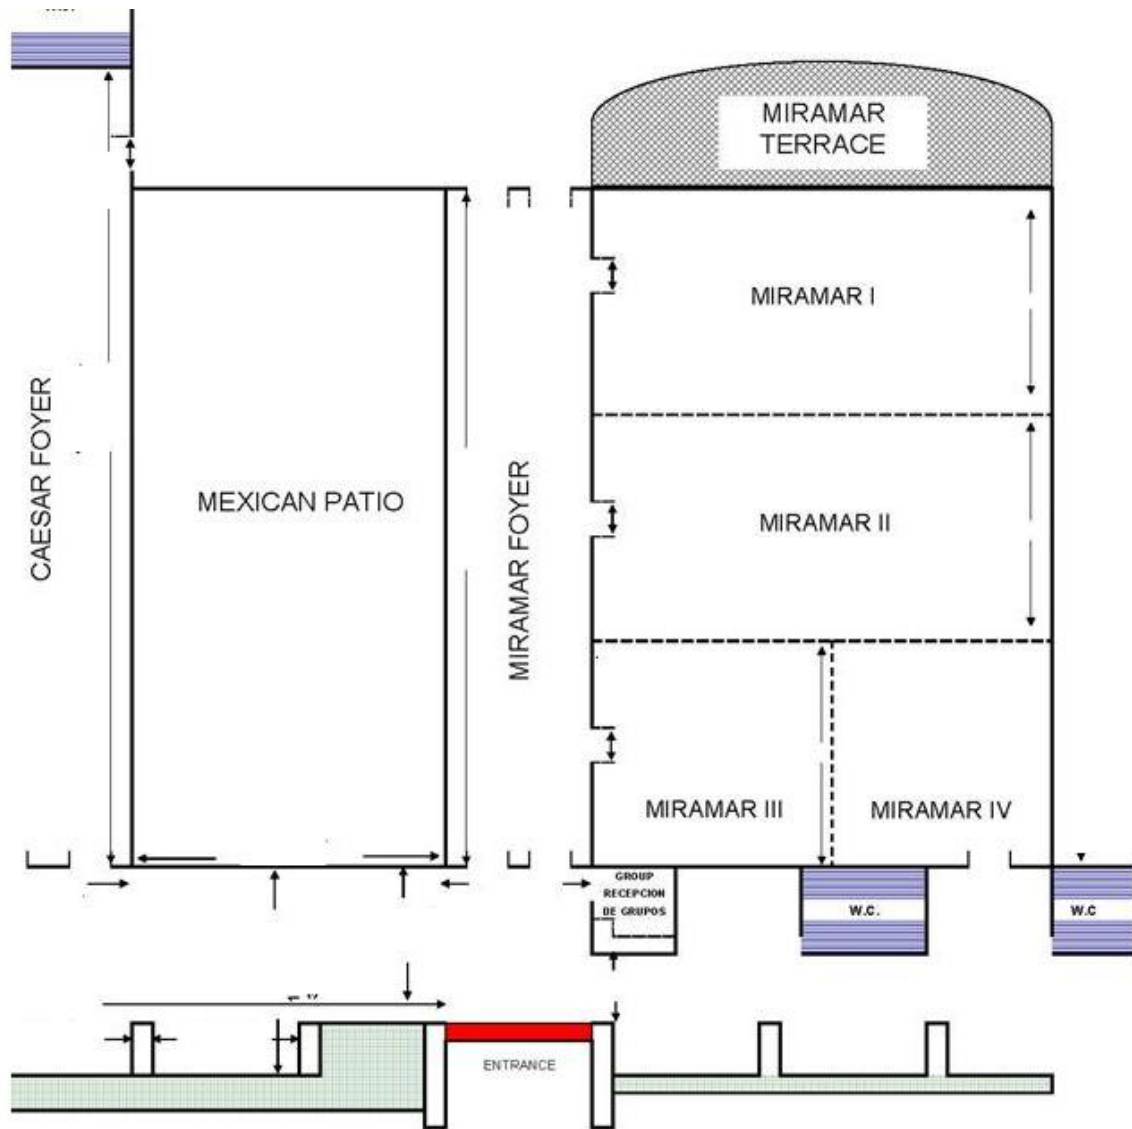 MIRAMAR
TERRACE
MIRAMAR I
CAESAR FOYER
MEXICAN PATIO
MIRAMAR FOYER
MIRAMAR II
MIRAMAR III
MIRAMAR IV
GROUP
RECEPCION
DE GRUPOS
W.C.
W.C
ENTRANCE